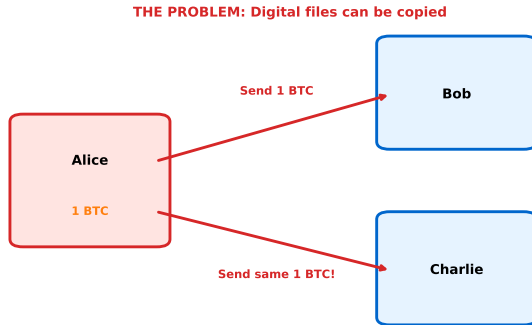 THE PROBLEM: Digital files can be copied
Send 1 BTC
Bob
Alice
1 BTC
Send same 1 BTC!
Charlie